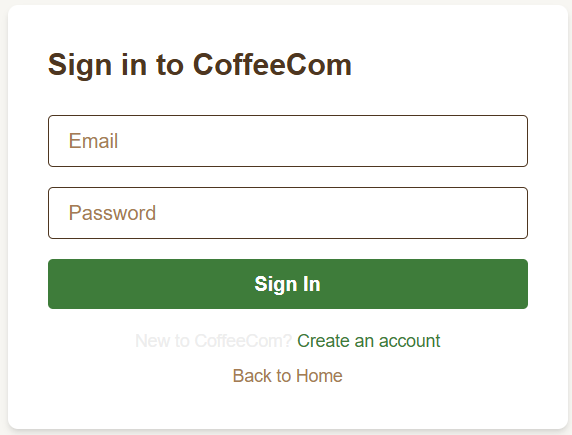 Sign in to CoffeeCom
Email
Password
Sign In
New to CoffeeCom? Create an account
Back to Home